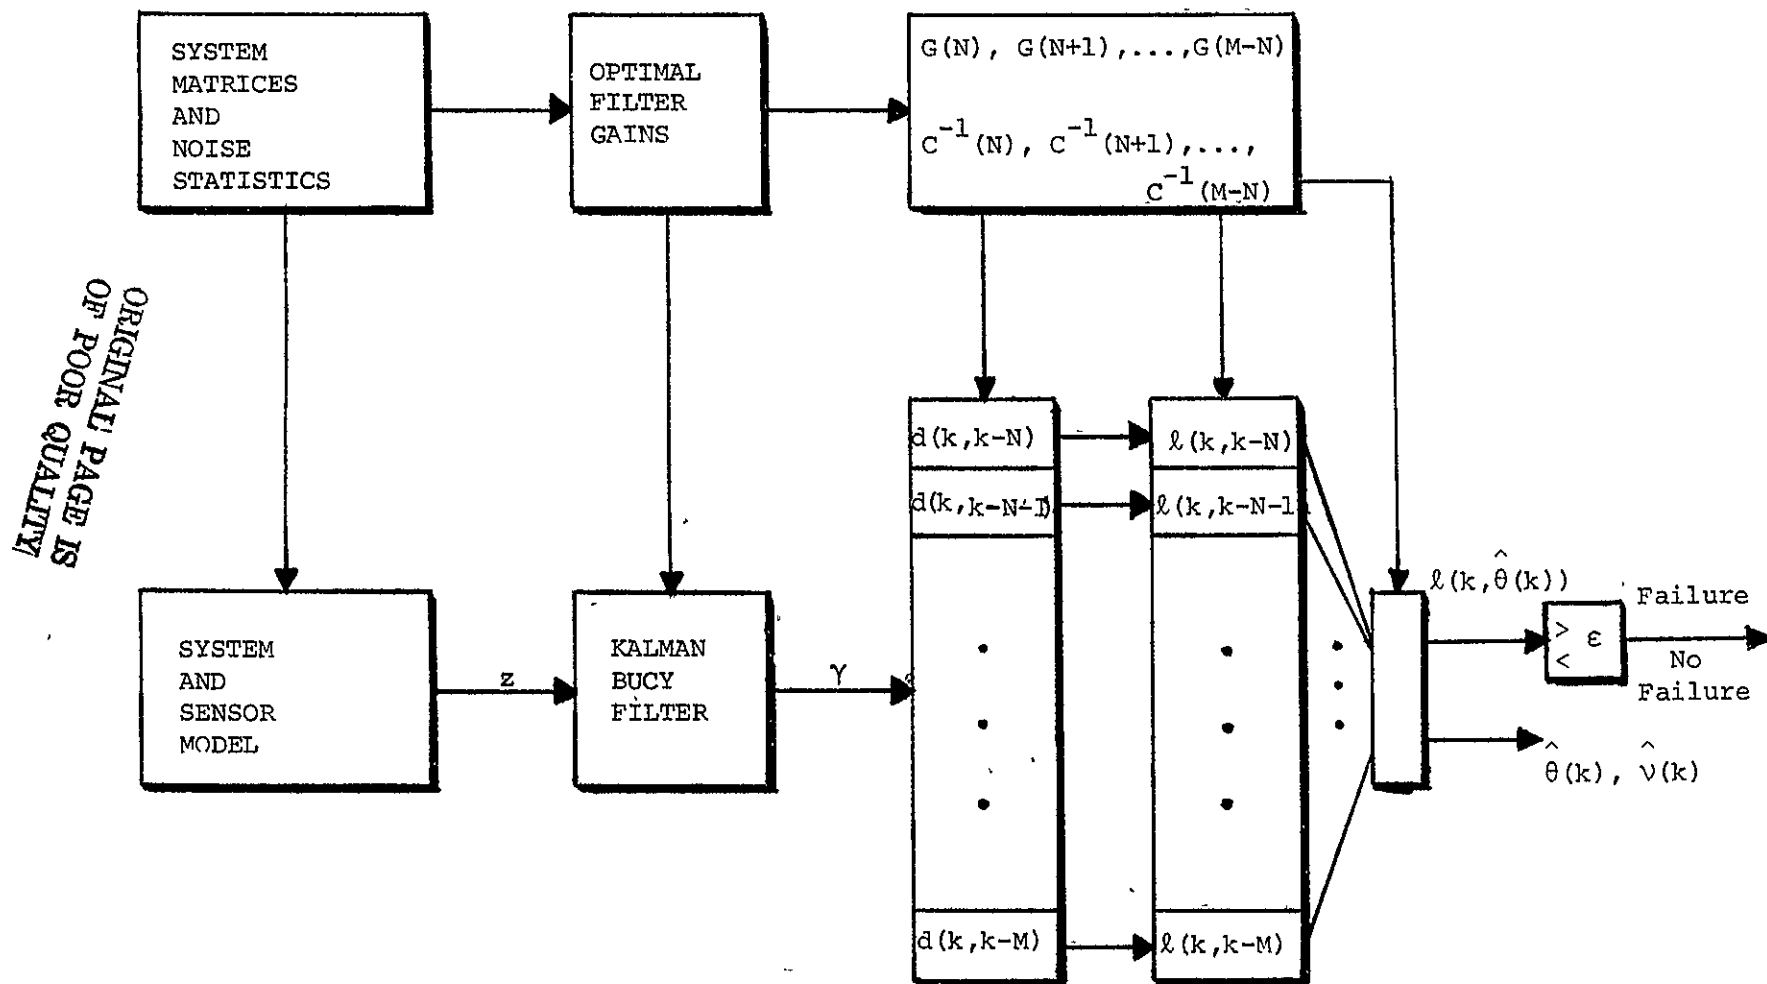 SYSTEM
MATRICES
AND
NOISE
STATISTICS
OPTIMAL
FILTER
GAINS
G(N), G(N+1),...,G(M-N)
C^-1(N), C^-1(N+1),...,
C^-1(M-N)
ORIGINAL PAGE IS
OF POOR QUALITY
d(k,k-N)
ℓ(k,k-N)
d(k,k-N-1)
ℓ(k,k-N-1)
SYSTEM
AND
SENSOR
MODEL
z
KALMAN
BUCY
FILTER
γ
ℓ(k,θ̂(k))
> ε
<
Failure
No
Failure
θ̂(k), ν̂(k)
d(k,k-M)
ℓ(k,k-M)